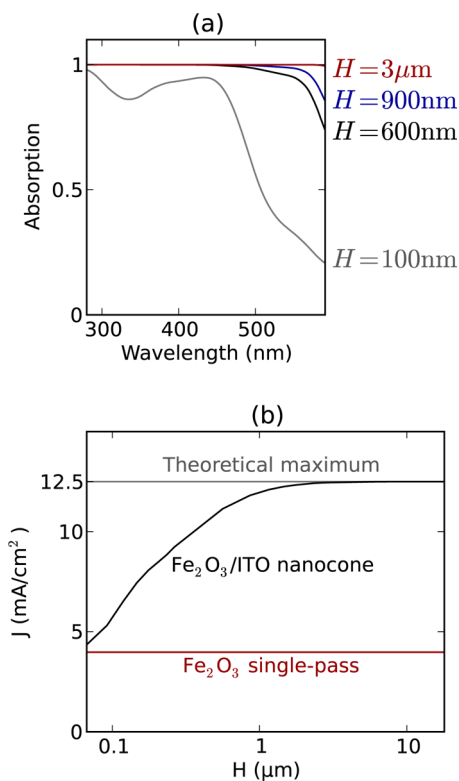 (a)
1
0.5
0
Absorption
300 400 500
Wavelength (nm)
H=3μm
H=900nm
H=600nm
H=100nm
(b)
Theoretical maximum
12.5
10
5
0
J (mA/cm²)
Fe₂O₃/ITO nanocone
Fe₂O₃ single-pass
0.1 1 10
H (μm)